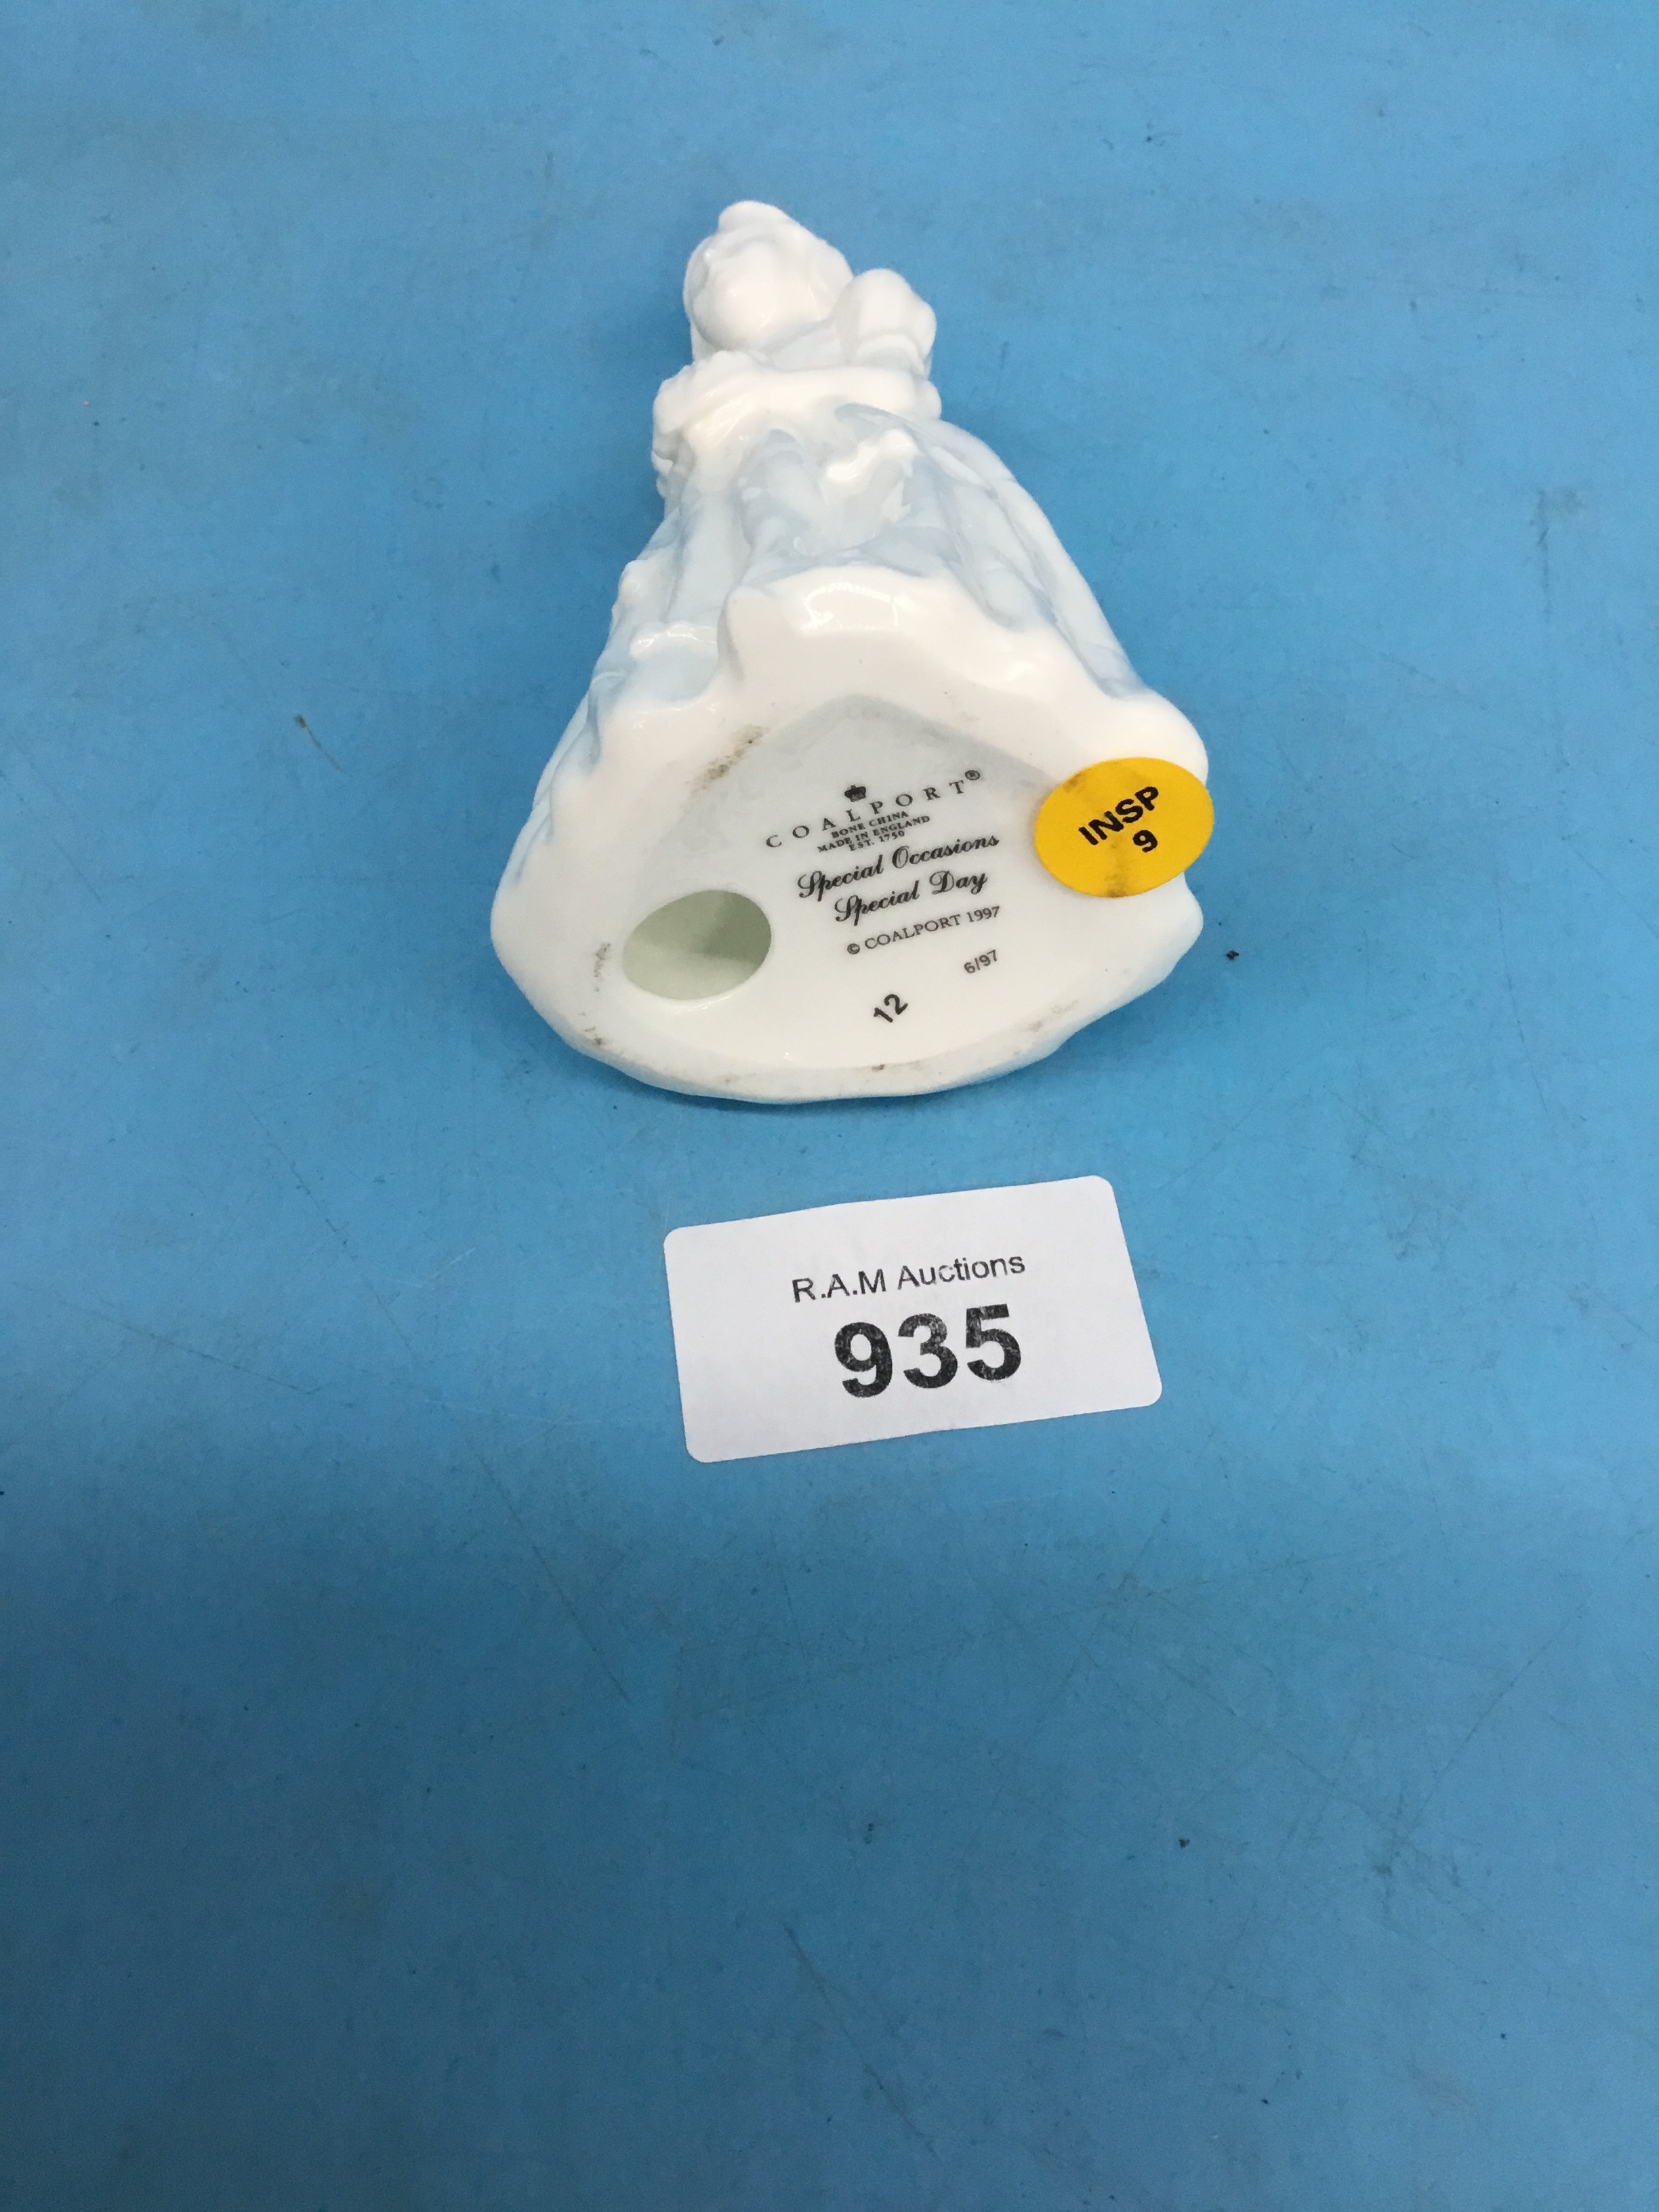 COALPORT®
BONE CHINA
MADE IN ENGLAND
EST. 1750
Special Occasions
Special Day
© COALPORT 1997
6/97
12
INSP
9
R.A.M Auctions
935